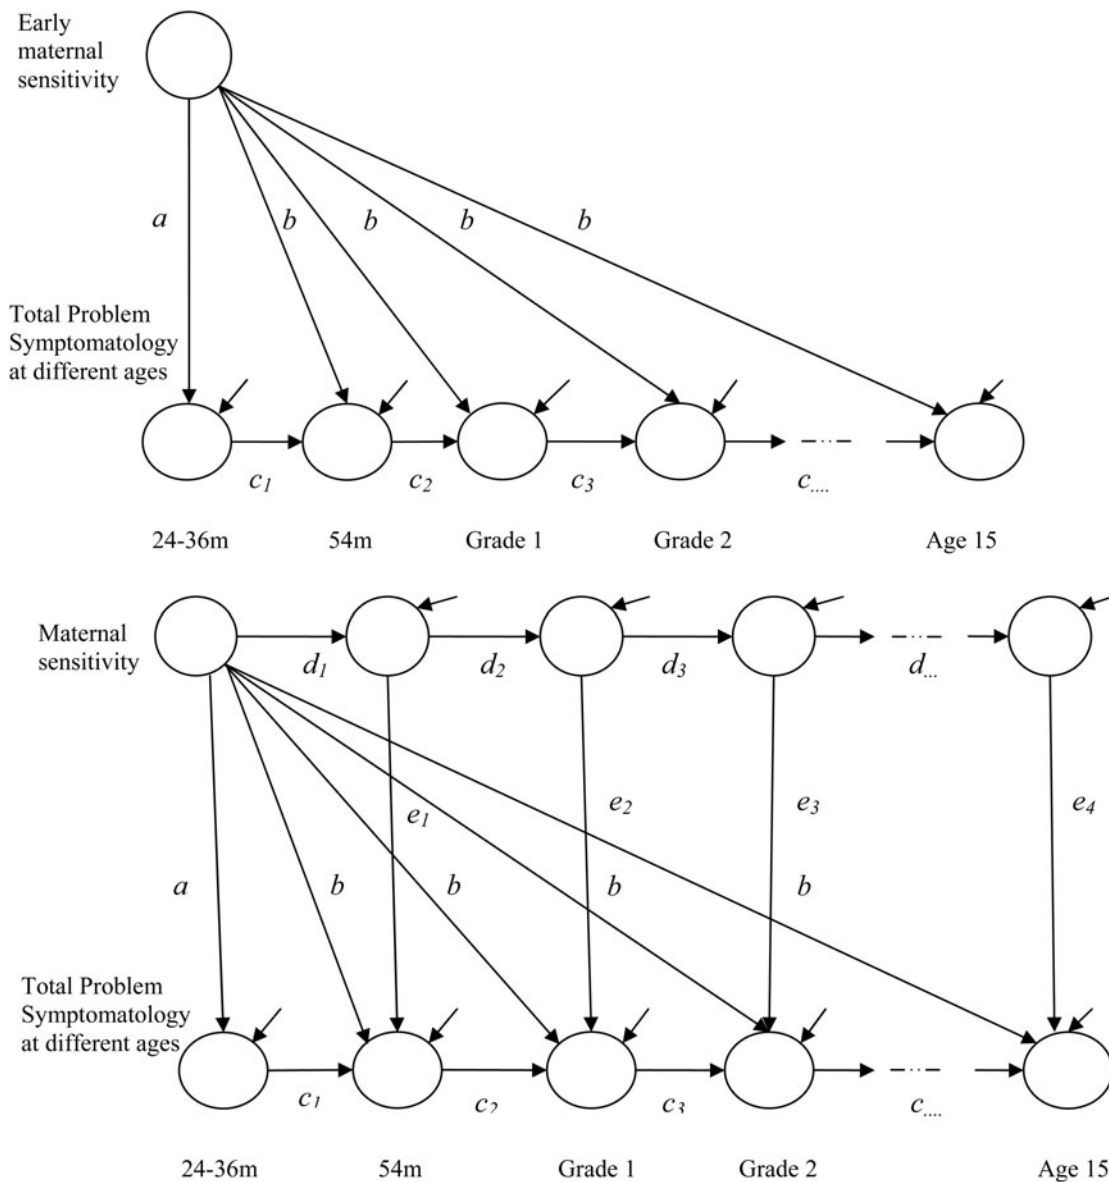 Early
maternal
sensitivity
a
b
b
b
b
Total Problem
Symptomatology
at different ages
c1
c2
c3
c....
24-36m
54m
Grade 1
Grade 2
Age 15
Maternal
sensitivity
d1
d2
d3
d...
e1
e2
e3
e4
a
b
b
b
b
Total Problem
Symptomatology
at different ages
c1
c2
c3
c....
24-36m
54m
Grade 1
Grade 2
Age 15